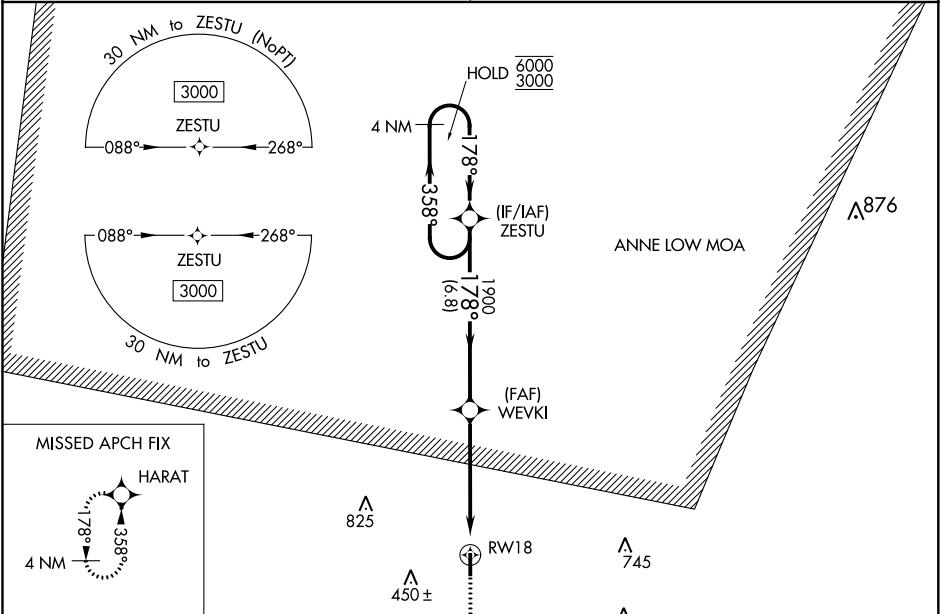 30 NM to ZESTU (NoPT)
3000
ZESTU
088°
268°
088°
268°
ZESTU
3000
30 NM to ZESTU
HOLD 6000
3000
4 NM
178°
358°
(IF/IAF)
ZESTU
876
ANNE LOW MOA
1900
178°
(6.8)
(FAF)
WEVKI
MISSED APCH FIX
HARAT
178°
358°
4 NM
825
RW18
745
450 ±